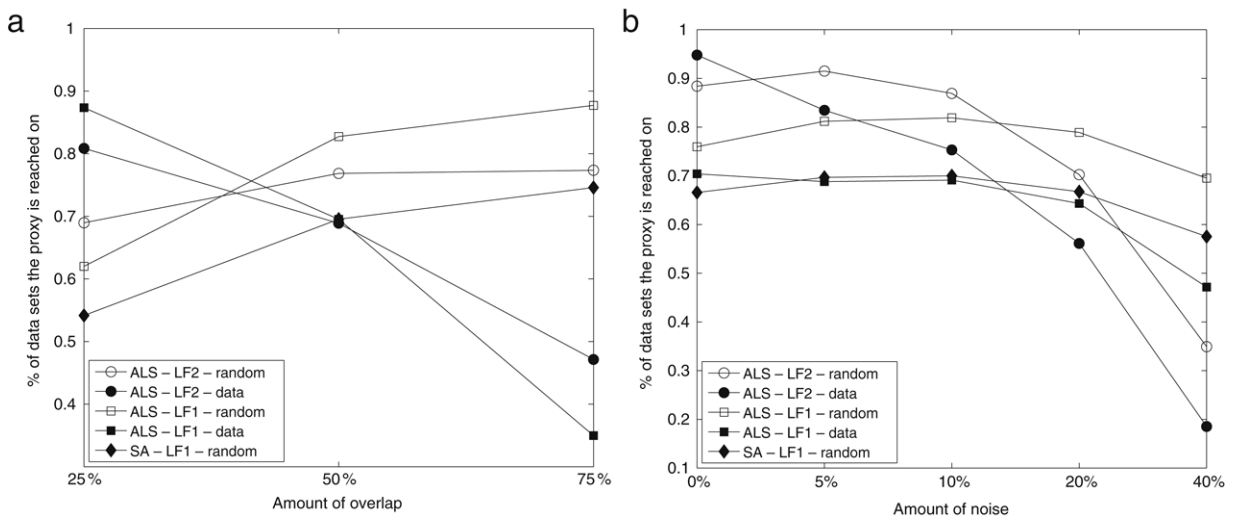 a
1
0.9
0.8
0.7
0.6
0.5
0.4
% of data sets the proxy is reached on
ALS – LF2 – random
ALS – LF2 – data
ALS – LF1 – random
ALS – LF1 – data
SA – LF1 – random
25%
50%
75%
Amount of overlap
b
1
0.9
0.8
0.7
0.6
0.5
0.4
0.3
0.2
0.1
% of data sets the proxy is reached on
ALS – LF2 – random
ALS – LF2 – data
ALS – LF1 – random
ALS – LF1 – data
SA – LF1 – random
0%
5%
10%
20%
40%
Amount of noise